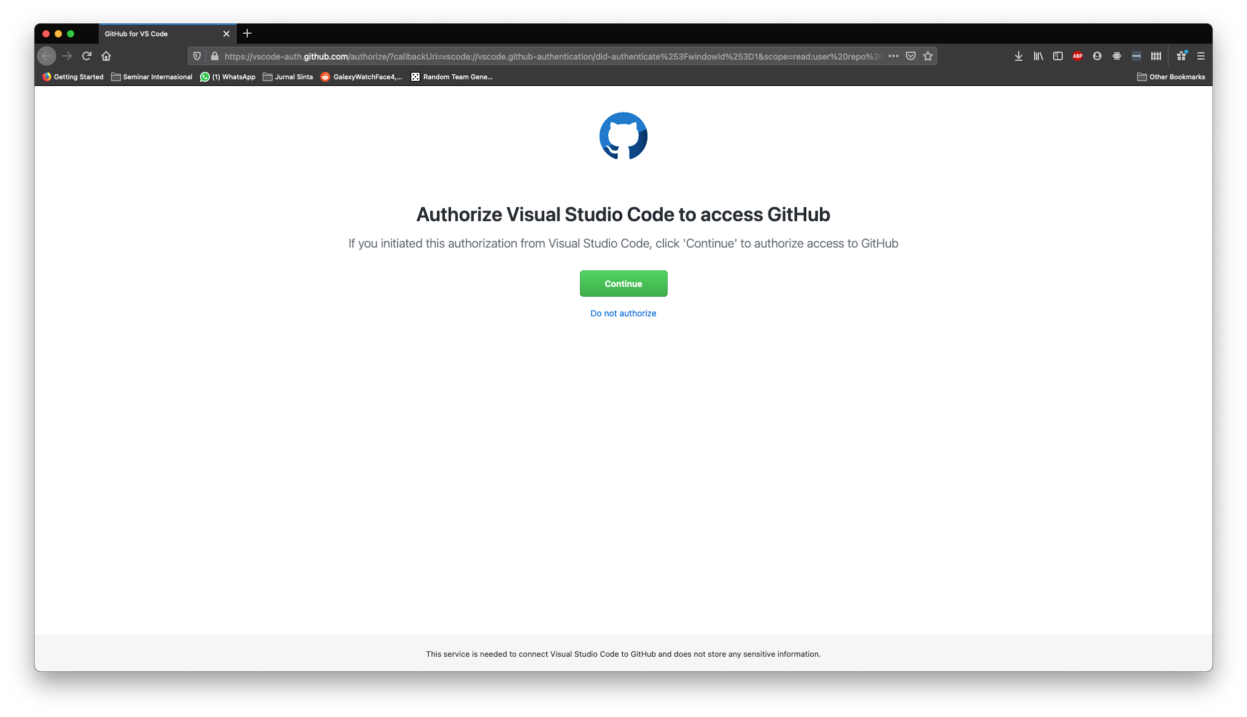 GitHub for VS Code
https://vscode-auth.github.com/authorize/?callbackUri=vscode://vscode.github-authentication/did-authenticate%253FwindowId%253D1&scope=read:user%20repo%20
Getting Started Seminar Internasional (1) WhatsApp Jurnal Sinta GalaxyWatchFace4,... Random Team Gene... Other Bookmarks
Authorize Visual Studio Code to access GitHub
If you initiated this authorization from Visual Studio Code, click 'Continue' to authorize access to GitHub
Continue
Do not authorize
This service is needed to connect Visual Studio Code to GitHub and does not store any sensitive information.